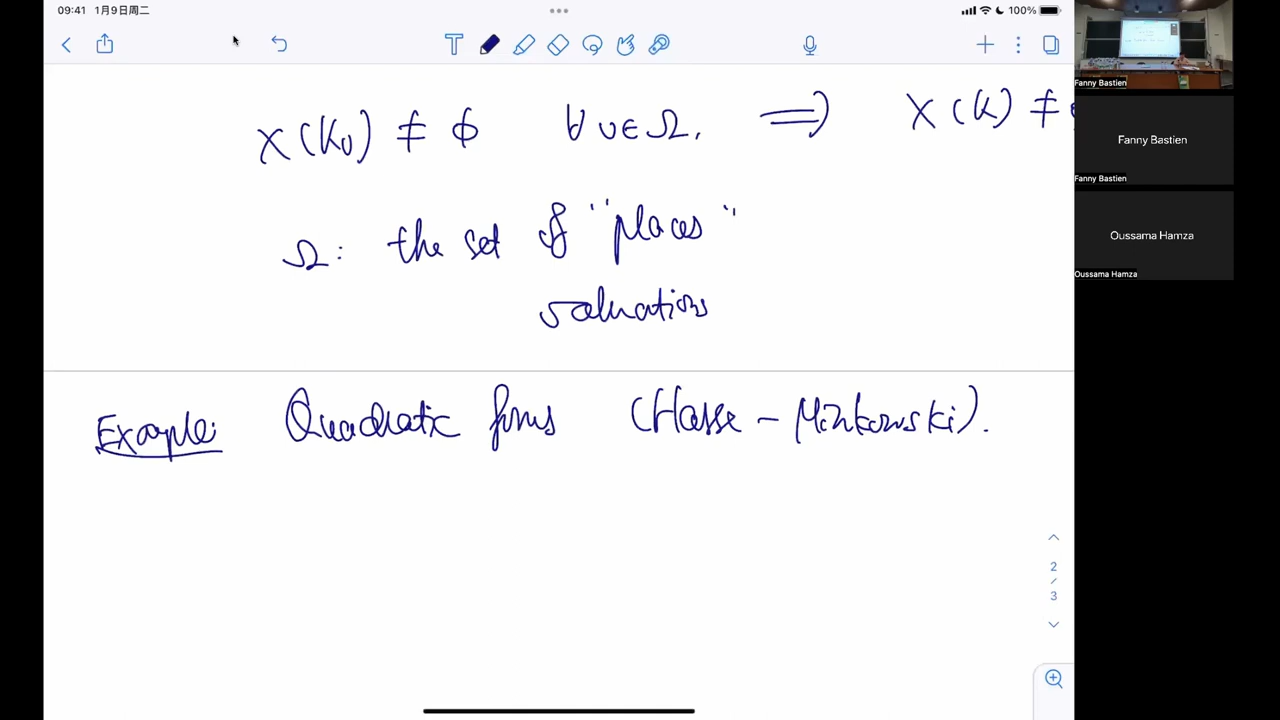 09:41 1月9日周二
100%
X(Kν) ≠ ϕ ∀ν∈Ω, ⟹ X(K) ≠
Ω: the set of "places"
valuations
Example: Quadratic forms (Hasse - Minkowski).
2
/
3
Fanny Bastien
Fanny Bastien
Fanny Bastien
Oussama Hamza
Oussama Hamza